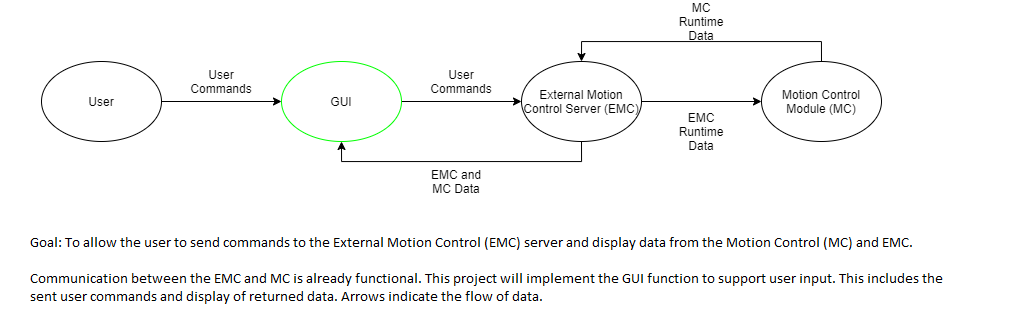 MC
Runtime
Data
User
Commands
User
Commands
User
GUI
External Motion
Control Server (EMC)
Motion Control
Module (MC)
EMC
Runtime
Data
EMC and
MC Data
Goal: To allow the user to send commands to the External Motion Control (EMC) server and display data from the Motion Control (MC) and EMC.
Communication between the EMC and MC is already functional. This project will implement the GUI function to support user input. This includes the
sent user commands and display of returned data. Arrows indicate the flow of data.